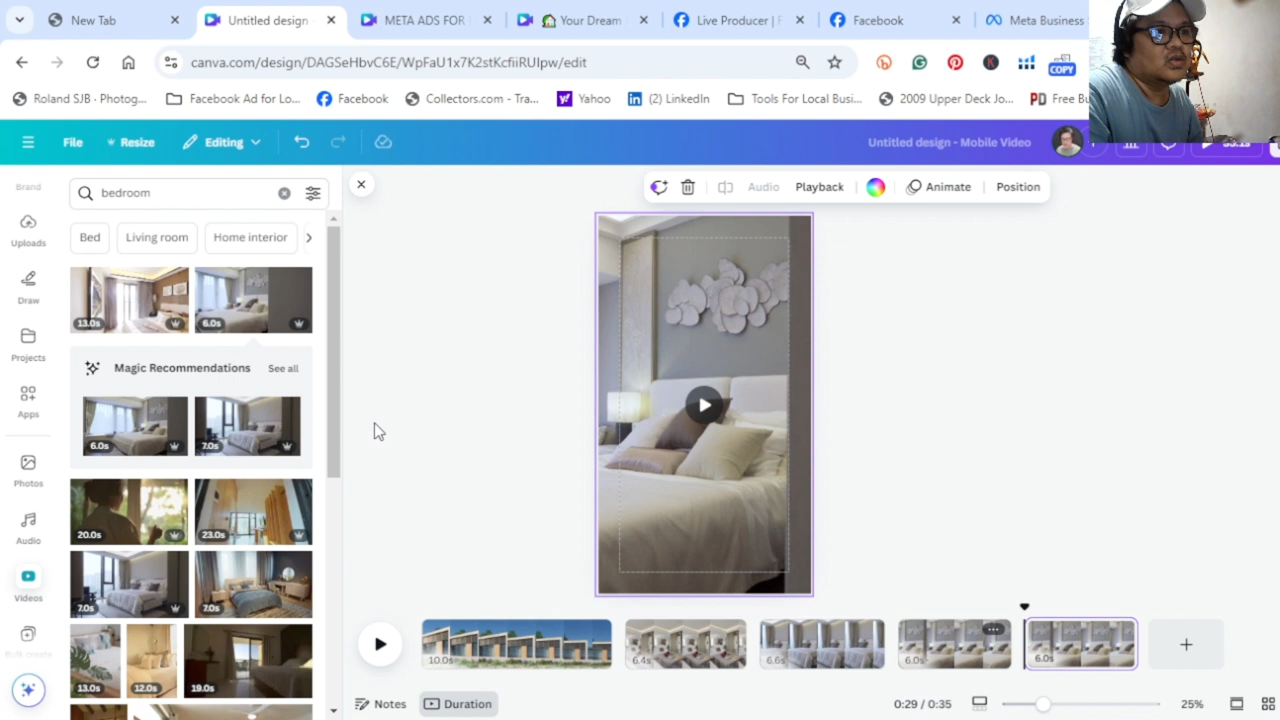 New Tab
Untitled design -
META ADS FOR
Your Dream
Live Producer | F
Facebook
Meta Business
canva.com/design/DAGSeHbvC6E/WpFaU1x7K2stKcfiiRUlpw/edit
COPY
Roland SJB · Photog...
Facebook Ad for Lo...
Facebook
Collectors.com - Tra...
Yahoo
(2) LinkedIn
Tools For Local Busi...
2009 Upper Deck Jo...
Free Bu
File
Resize
Editing
Untitled design - Mobile Video
Brand
bedroom
Audio
Playback
Animate
Position
Uploads
Bed
Living room
Home interior
Draw
13.0s
6.0s
Projects
Magic Recommendations
See all
Apps
6.0s
7.0s
Photos
20.0s
23.0s
Audio
Videos
7.0s
7.0s
Bulk create
13.0s
12.0s
19.0s
10.0s
6.4s
6.6s
6.0s
6.0s
Notes
Duration
0:29 / 0:35
25%